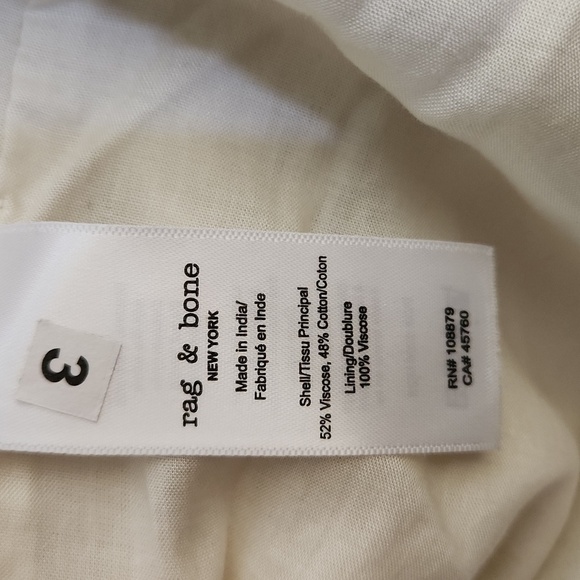 3
rag & bone
NEW YORK
Made in India/
Fabriqué en Inde
Shell/Tissu Principal
52% Viscose, 48% Cotton/Coton
Lining/Doublure
100% Viscose
RN# 108879
CA# 45760